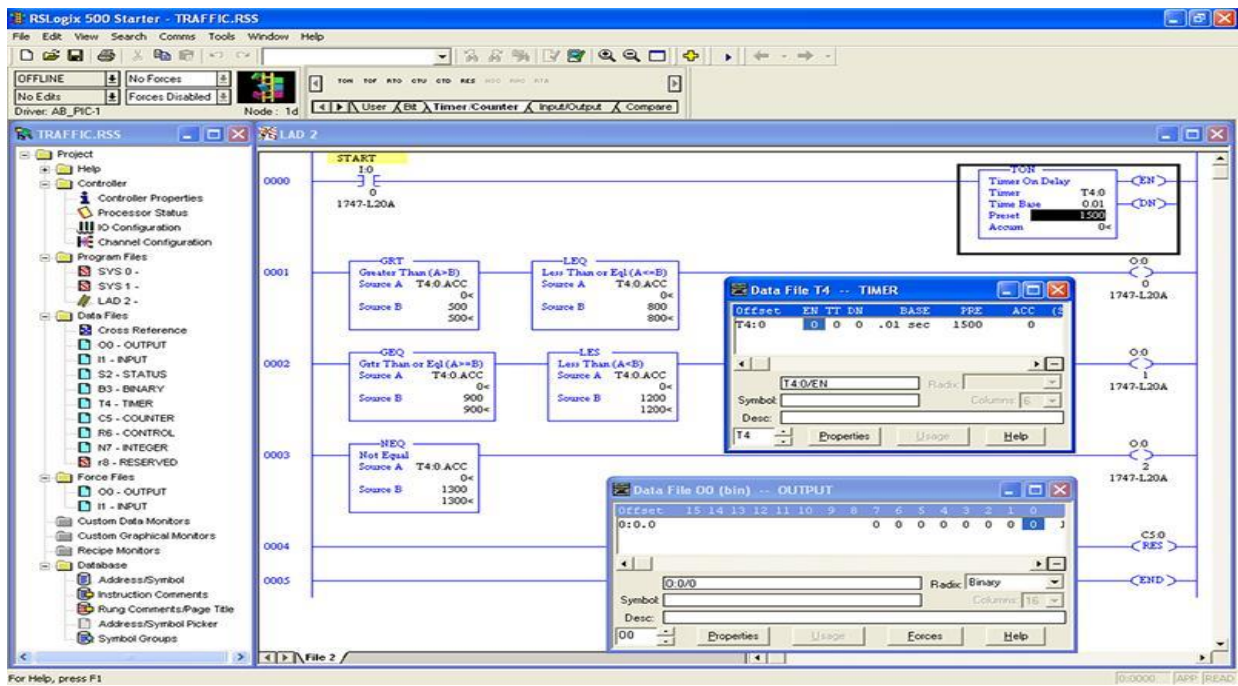 RSLogix 500 Starter - TRAFFIC.RSS
File Edit View Search Comms Tools Window Help
OFFLINE No Forces
No Edits Forces Disabled
Driver: AB_PIC-1 Node : 1d
TON TOF RTO CTU CTD RES HSC RHC RTA
User Bit Timer/Counter Input/Output Compare
TRAFFIC.RSS
Project
Help
Controller
Controller Properties
Processor Status
IO Configuration
Channel Configuration
Program Files
SYS 0 -
SYS 1 -
LAD 2 -
Data Files
Cross Reference
O0 - OUTPUT
I1 - INPUT
S2 - STATUS
B3 - BINARY
T4 - TIMER
C5 - COUNTER
R6 - CONTROL
N7 - INTEGER
r8 - RESERVED
Force Files
O0 - OUTPUT
I1 - INPUT
Custom Data Monitors
Custom Graphical Monitors
Recipe Monitors
Database
Address/Symbol
Instruction Comments
Rung Comments/Page Title
Address/Symbol Picker
Symbol Groups
LAD 2
0000
START
I:0
0
1747-L20A
TON
Timer On Delay
Timer T4:0
Time Base 0.01
Preset 1500
Accum 0<
EN
DN
0001
GRT
Greater Than (A>B)
Source A T4:0.ACC
0<
Source B 500
500<
LEQ
Less Than or Eql (A<=B)
Source A T4:0.ACC
0<
Source B 800
800<
O:0
0
1747-L20A
0002
GEQ
Grtr Than or Eql (A>=B)
Source A T4:0.ACC
0<
Source B 900
900<
LES
Less Than (A<B)
Source A T4:0.ACC
0<
Source B 1200
1200<
O:0
1
1747-L20A
0003
NEQ
Not Equal
Source A T4:0.ACC
0<
Source B 1300
1300<
O:0
2
1747-L20A
0004
C5:0
RES
0005
END
File 2
Data File T4 -- TIMER
Offset EN TT DN BASE PRE ACC (S
T4:0 0 0 0 .01 sec 1500 0
T4:0/EN Radix:
Symbol: Columns: 6
Desc:
T4 Properties Usage Help
Data File O0 (bin) -- OUTPUT
Offset 15 14 13 12 11 10 9 8 7 6 5 4 3 2 1 0
O:0.0 0 0 0 0 0 0 0 0
O:0/0 Radix: Binary
Symbol: Columns: 16
Desc:
O0 Properties Usage Forces Help
For Help, press F1
0:0000 APP READ